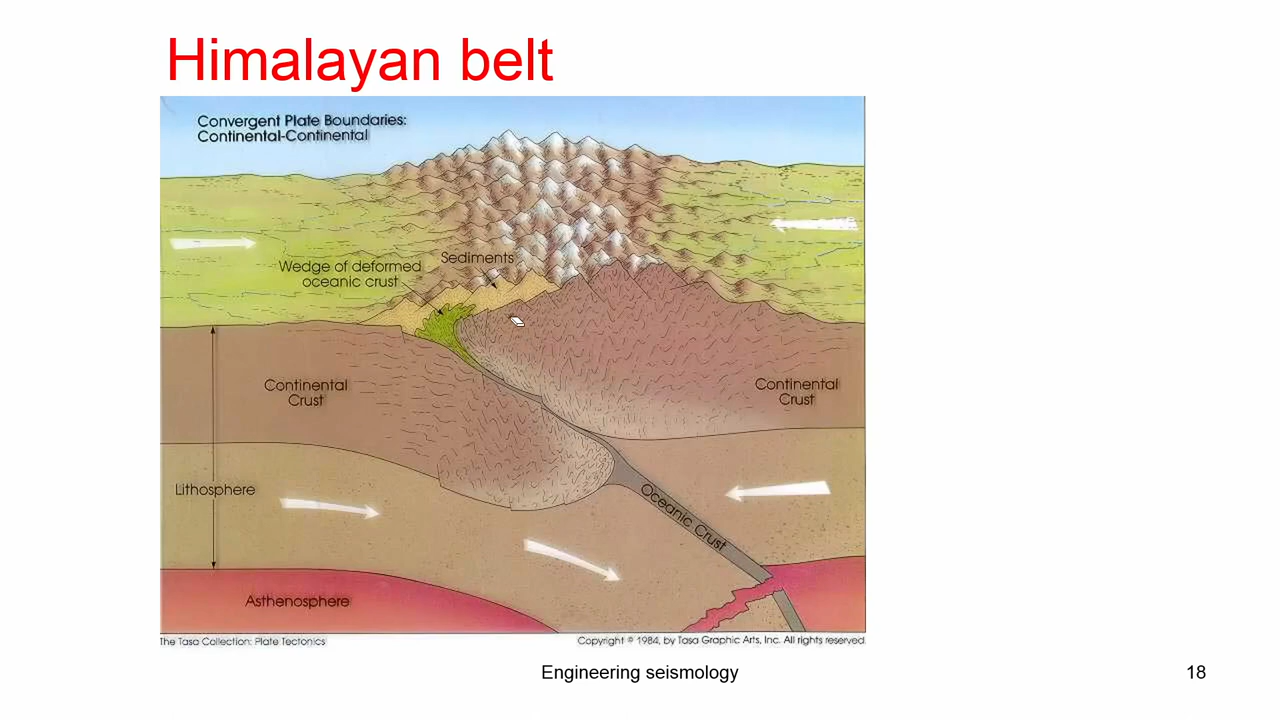 Himalayan belt
Convergent Plate Boundaries:
Continental-Continental
Sediments
Wedge of deformed
oceanic crust
Continental
Crust
Continental
Crust
Lithosphere
Oceanic Crust
Asthenosphere
The Tasa Collection: Plate Tectonics
Copyright © 1984, by Tasa Graphic Arts, Inc. All rights reserved.
Engineering seismology
18